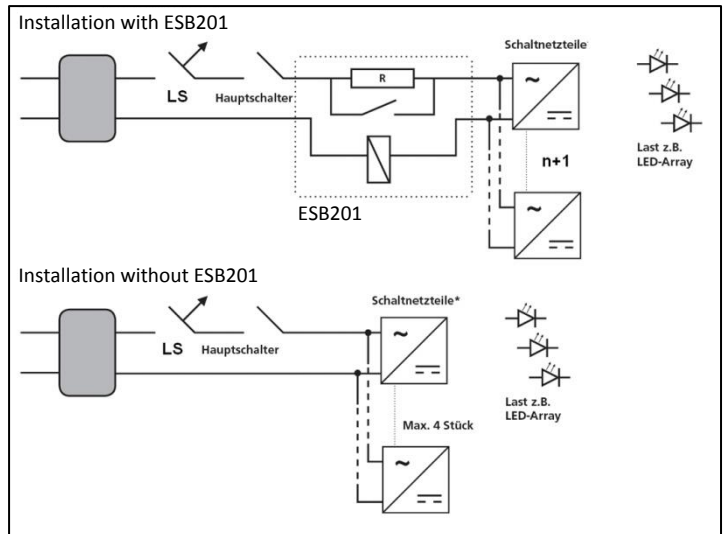 Installation with ESB201
Schaltnetzteile
R
LS
Hauptschalter
~
n+1
Last z.B.
LED-Array
ESB201
~
Installation without ESB201
Schaltnetzteile*
LS
Hauptschalter
~
Last z.B.
LED-Array
Max. 4 Stück
~